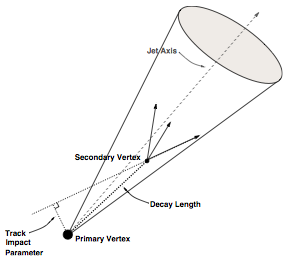 Jet Axis
Secondary Vertex
Decay Length
Track
Impact
Parameter
Primary Vertex